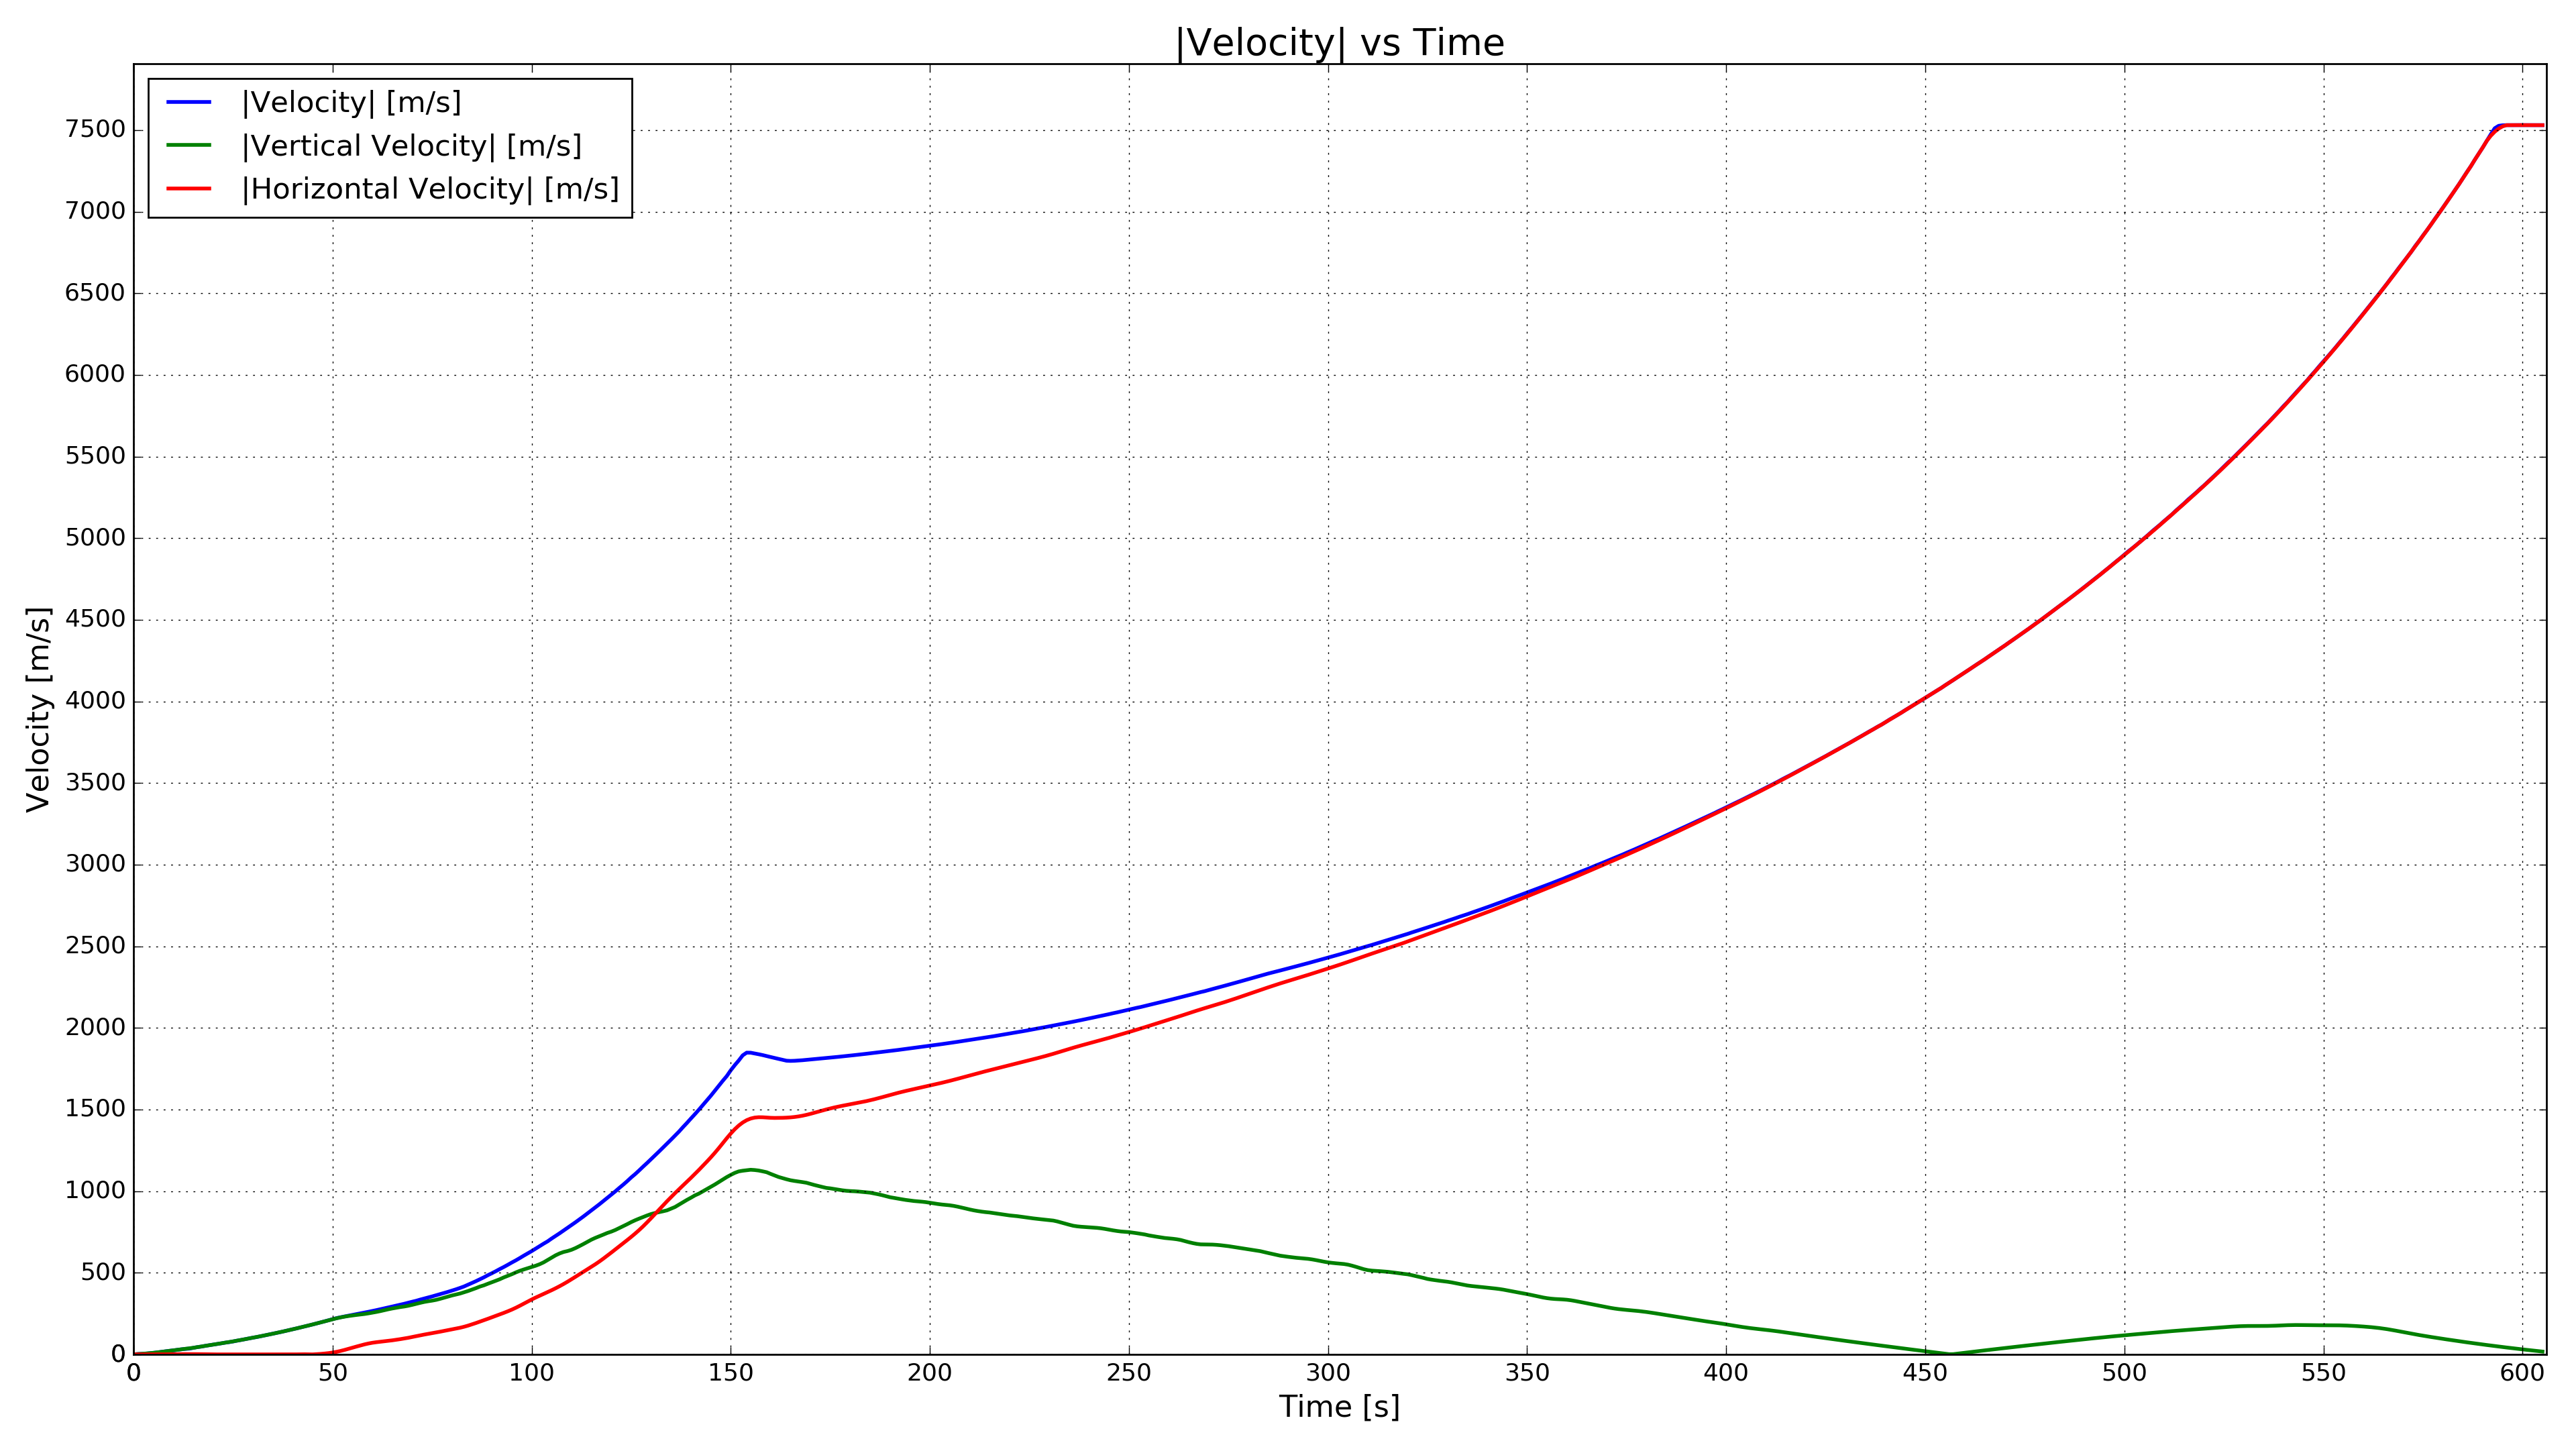 |Velocity| vs Time
|Velocity| [m/s]
|Vertical Velocity| [m/s]
|Horizontal Velocity| [m/s]
7500
7000
6500
6000
5500
5000
4500
4000
3500
3000
2500
2000
1500
1000
500
0
Velocity [m/s]
0 50 100 150 200 250 300 350 400 450 500 550 600
Time [s]